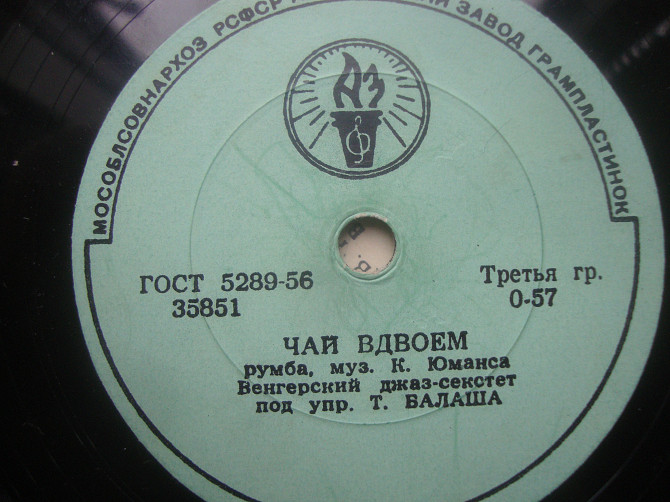 МОСОБЛСОВНАРХОЗ РСФСР ЗАВОД ГРАМПЛАСТИНОК
АЗ
ГОСТ 5289-56
35851
Третья гр.
0-57
ЧАЙ ВДВОЕМ
румба, муз. К. Юманса
Венгерский джаз-секстет
под упр. Т. БАЛАША